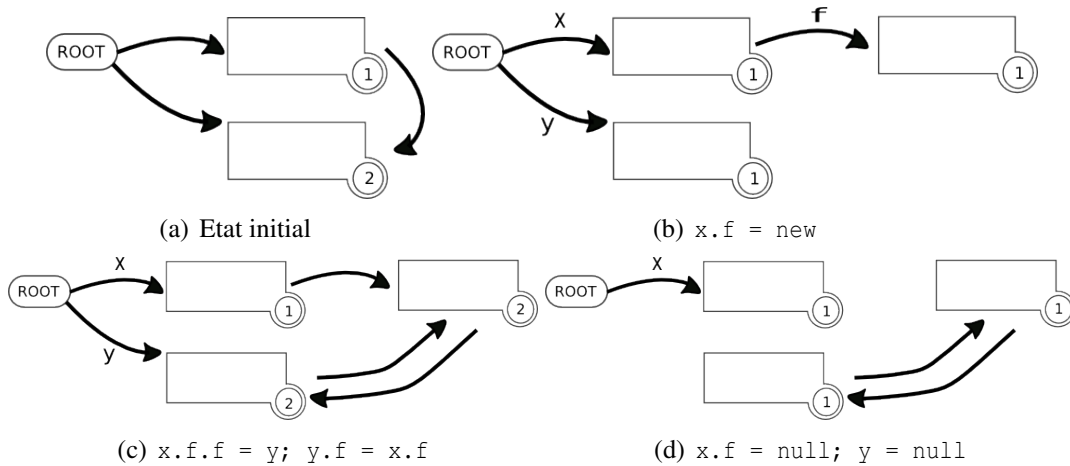 ROOT
1
2
(a) Etat initial
ROOT
x
f
y
1
1
1
(b) x.f = new
ROOT
x
y
1
2
2
(c) x.f.f = y; y.f = x.f
ROOT
x
1
1
1
(d) x.f = null; y = null